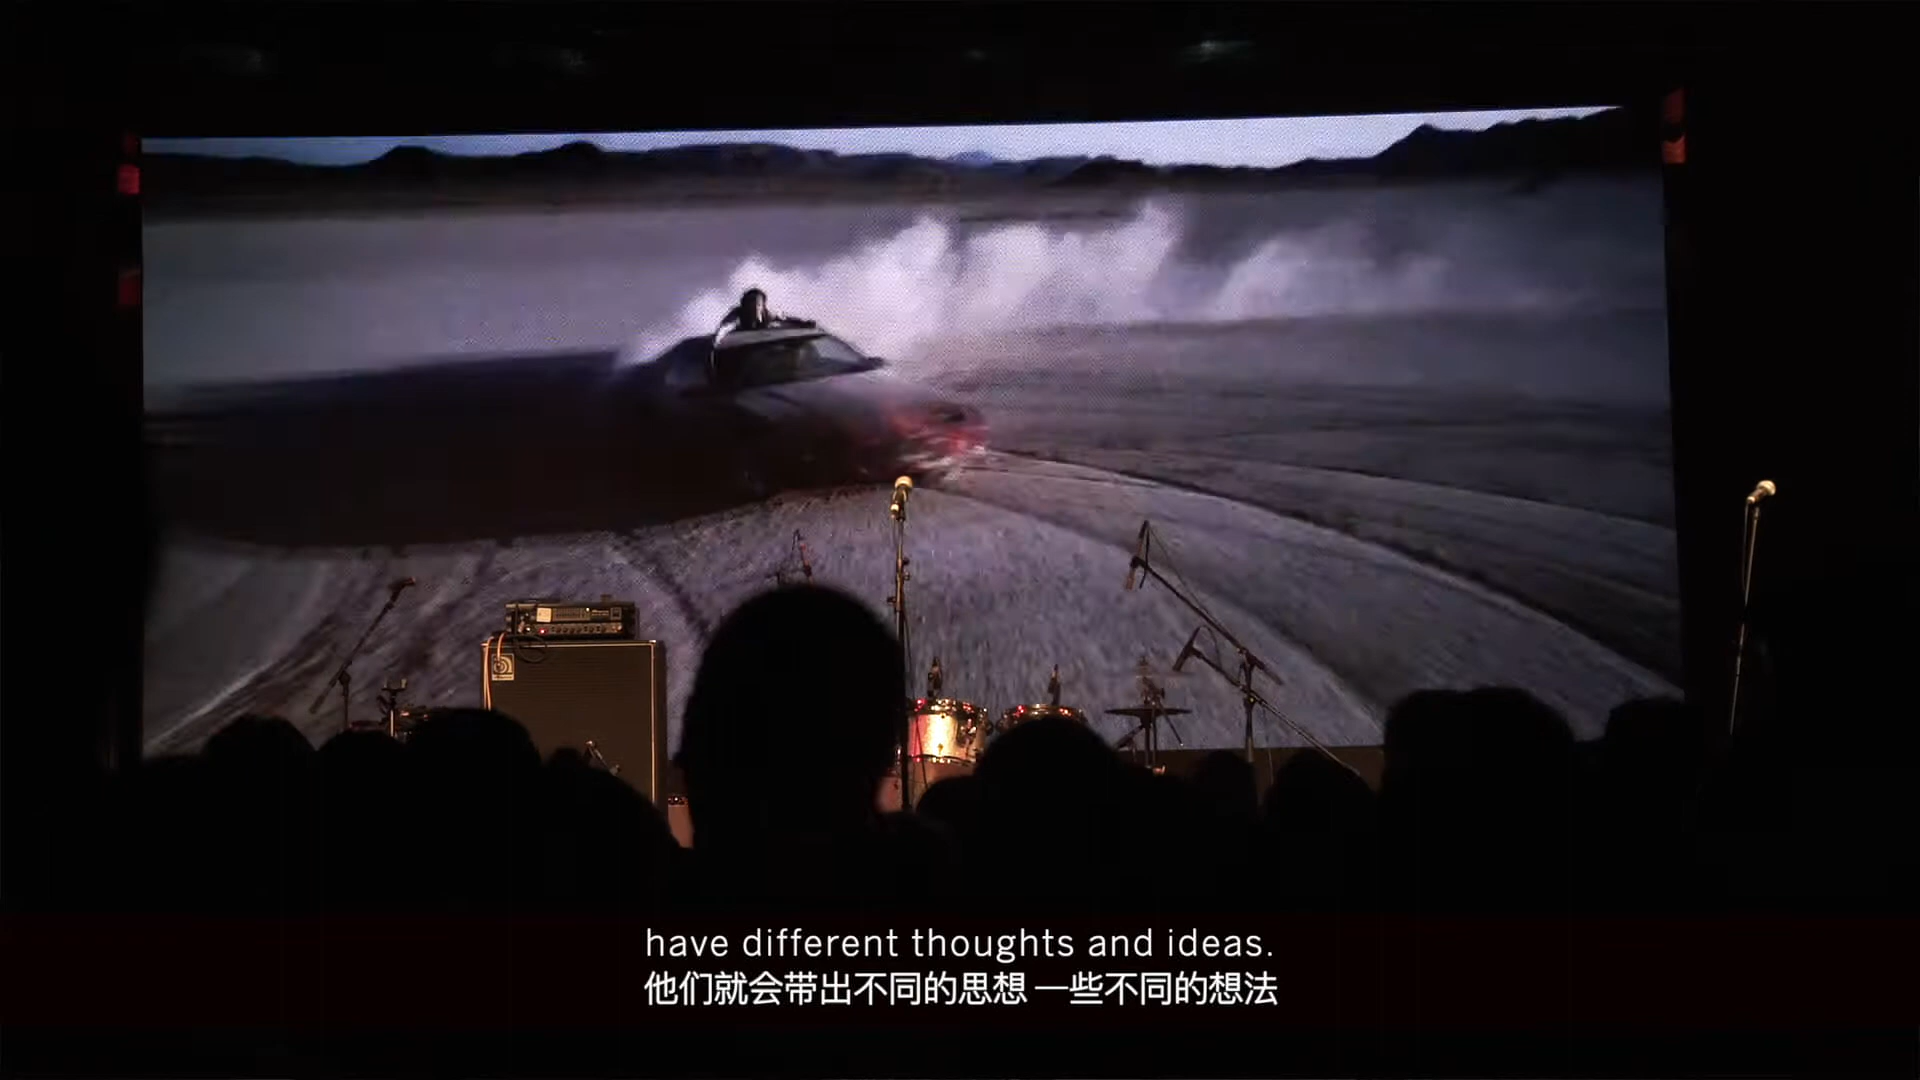 have different thoughts and ideas.
他们就会带出不同的思想 一些不同的想法